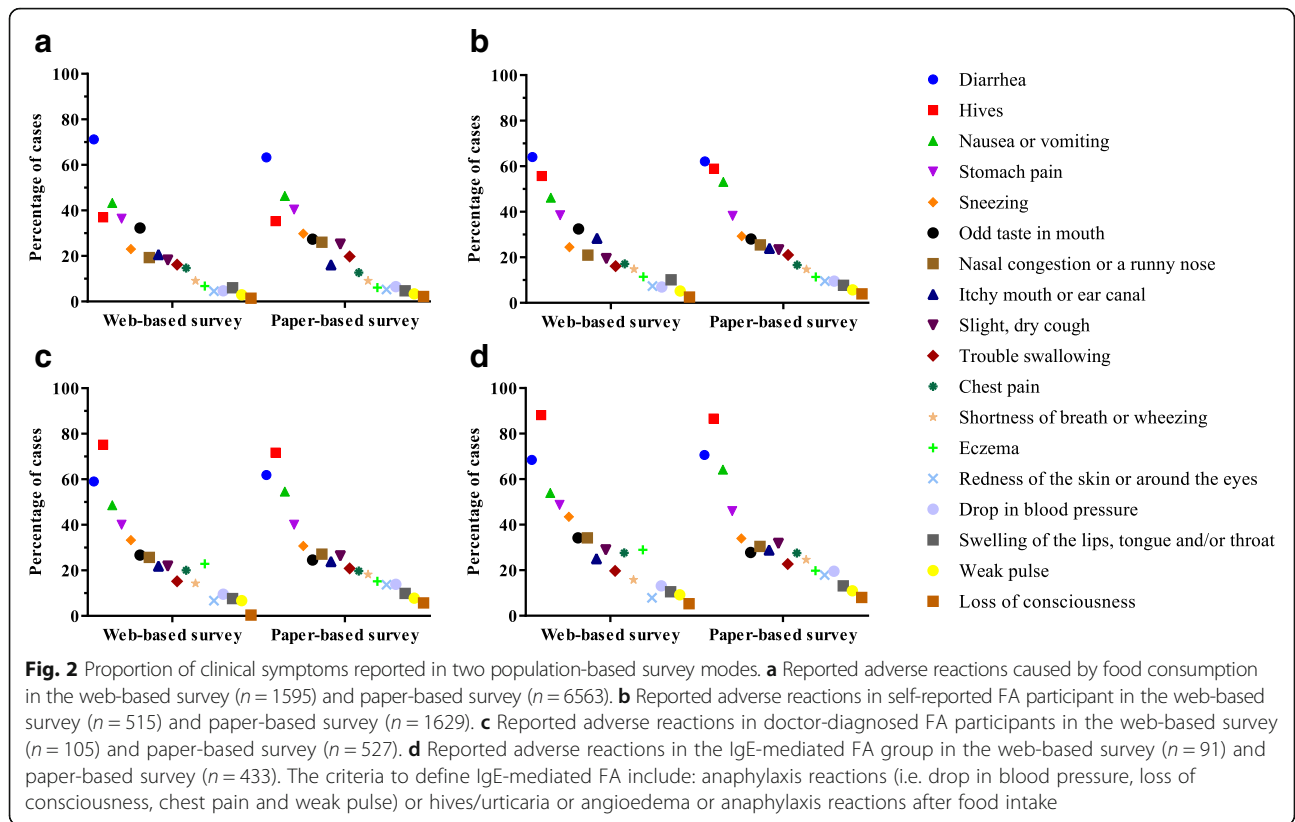 a
100
80
60
40
20
0
Percentage of cases
Web-based survey Paper-based survey
b
100
80
60
40
20
0
Percentage of cases
Web-based survey Paper-based survey
Diarrhea
Hives
Nausea or vomiting
Stomach pain
Sneezing
Odd taste in mouth
Nasal congestion or a runny nose
Itchy mouth or ear canal
Slight, dry cough
Trouble swallowing
Chest pain
Shortness of breath or wheezing
Eczema
Redness of the skin or around the eyes
Drop in blood pressure
Swelling of the lips, tongue and/or throat
Weak pulse
Loss of consciousness
c
100
80
60
40
20
0
Percentage of cases
Web-based survey Paper-based survey
d
100
80
60
40
20
0
Percentage of cases
Web-based survey Paper-based survey
Fig. 2 Proportion of clinical symptoms reported in two population-based survey modes. a Reported adverse reactions caused by food consumption
in the web-based survey (n = 1595) and paper-based survey (n = 6563). b Reported adverse reactions in self-reported FA participant in the web-based
survey (n = 515) and paper-based survey (n = 1629). c Reported adverse reactions in doctor-diagnosed FA participants in the web-based survey
(n = 105) and paper-based survey (n = 527). d Reported adverse reactions in the IgE-mediated FA group in the web-based survey (n = 91) and
paper-based survey (n = 433). The criteria to define IgE-mediated FA include: anaphylaxis reactions (i.e. drop in blood pressure, loss of
consciousness, chest pain and weak pulse) or hives/urticaria or angioedema or anaphylaxis reactions after food intake